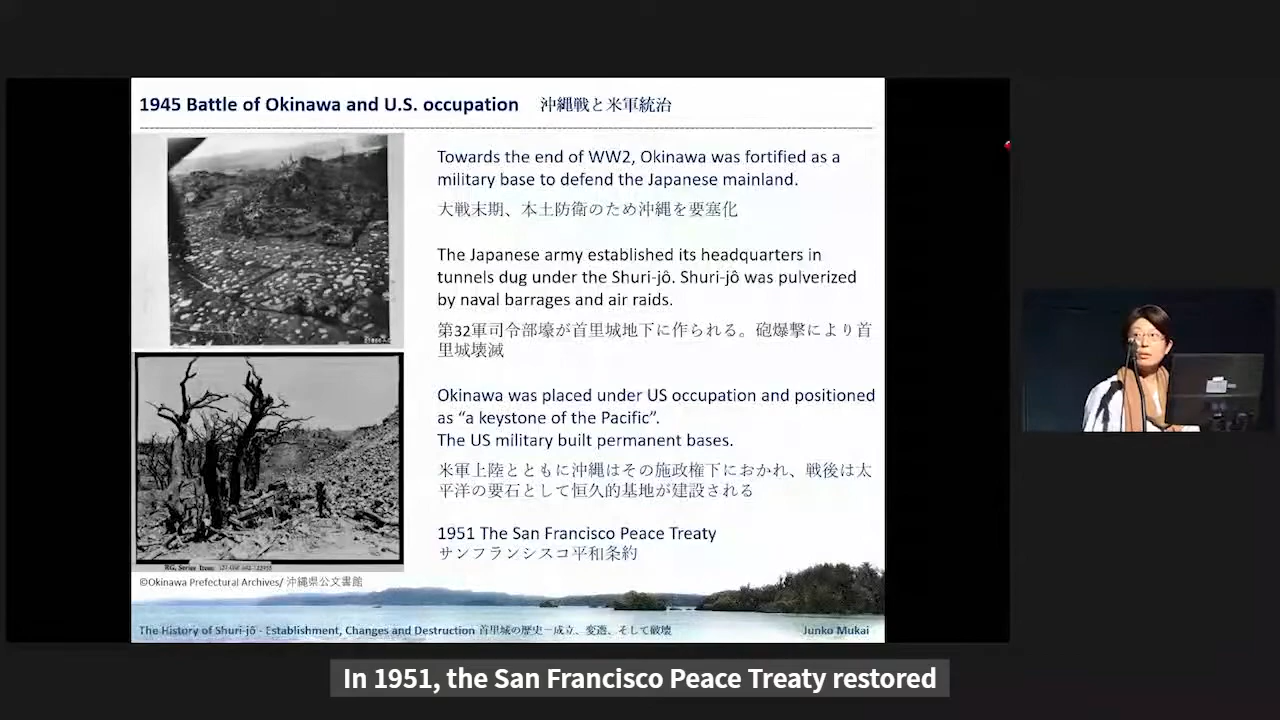 1945 Battle of Okinawa and U.S. occupation 沖縄戦と米軍統治
Towards the end of WW2, Okinawa was fortified as a
military base to defend the Japanese mainland.
大戦末期、本土防衛のため沖縄を要塞化
The Japanese army established its headquarters in
tunnels dug under the Shuri-jô. Shuri-jô was pulverized
by naval barrages and air raids.
第32軍司令部壕が首里城地下に作られる。砲爆撃により首
里城壊滅
Okinawa was placed under US occupation and positioned
as “a keystone of the Pacific”.
The US military built permanent bases.
米軍上陸とともに沖縄はその施政権下におかれ、戦後は太
平洋の要石として恒久的基地が建設される
1951 The San Francisco Peace Treaty
サンフランシスコ平和条約
RG, Series Item:
©Okinawa Prefectural Archives/ 沖縄県公文書館
The History of Shuri-jô - Establishment, Changes and Destruction 首里城の歴史－成立、変遷、そして破壊
Junko Mukai
In 1951, the San Francisco Peace Treaty restored